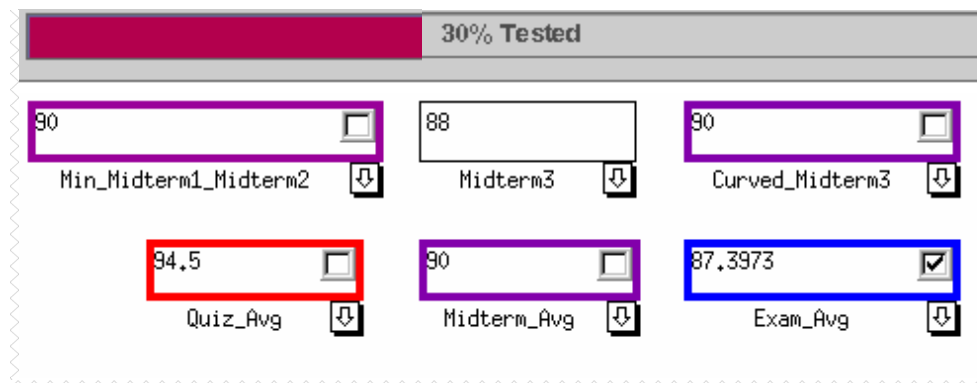 30% Tested
90 88 90
Min_Midterm1_Midterm2 Midterm3 Curved_Midterm3
94.5 90 87.3973
Quiz_Avg Midterm_Avg Exam_Avg